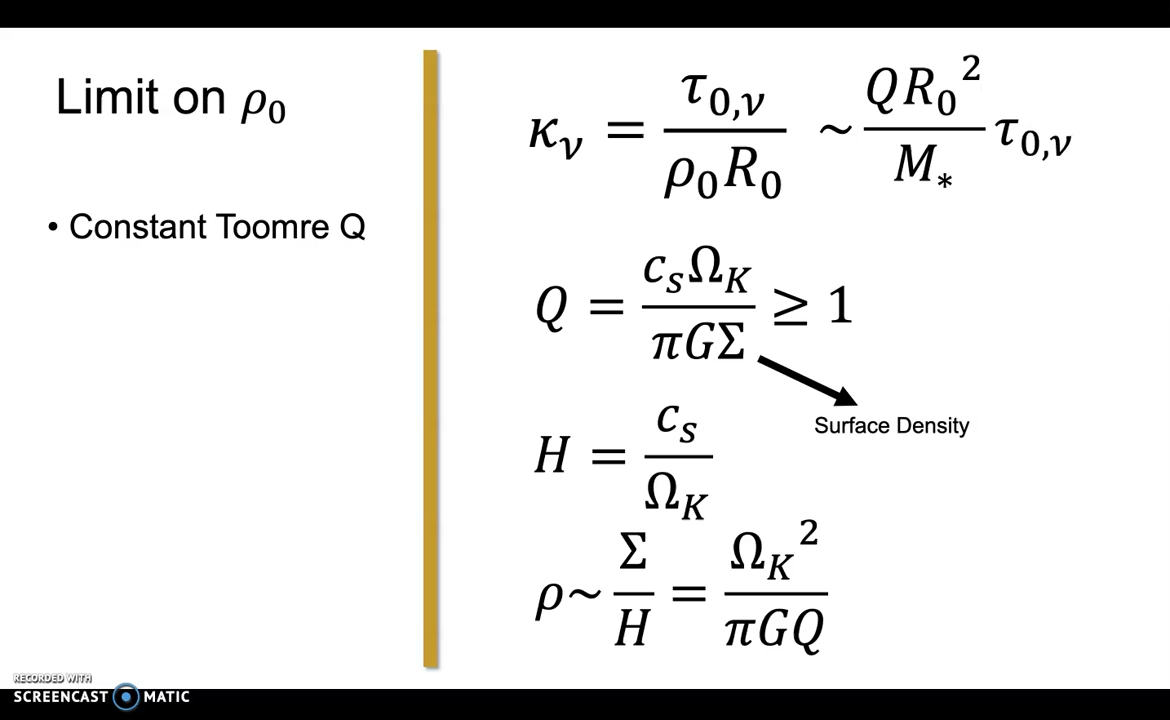 Limit on ρ₀
• Constant Toomre Q
κ_ν = τ_{0,ν} / (ρ₀R₀) ~ (QR₀² / M_*) τ_{0,ν}
Q = c_sΩ_K / (πGΣ) ≥ 1
Surface Density
H = c_s / Ω_K
ρ~ Σ / H = Ω_K² / (πGQ)
RECORDED WITH
SCREENCAST MATIC